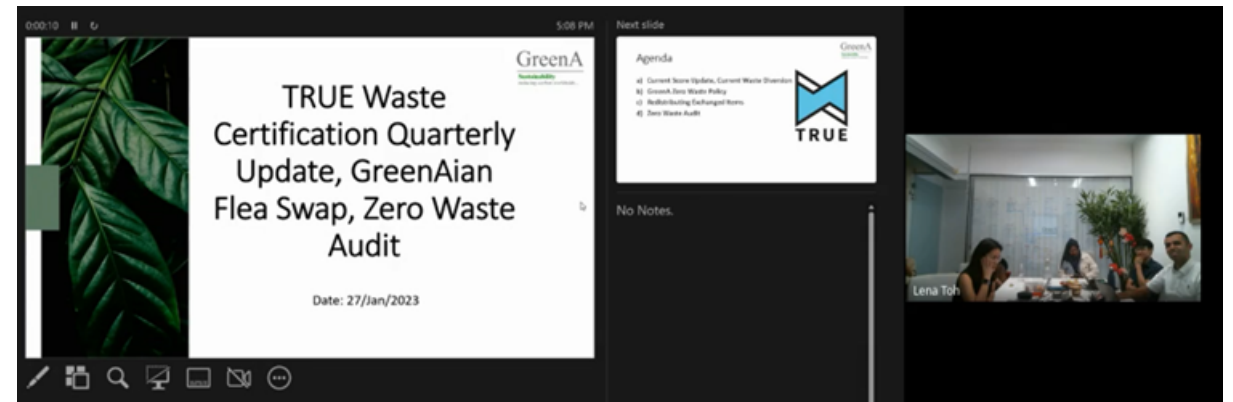 0:00:10
5:08 PM
Next slide
GreenA
Sustainability
TRUE Waste
Certification Quarterly
Update, GreenAian
Flea Swap, Zero Waste
Audit
Date: 27/Jan/2023
GreenA
Agenda
a) Current Score Update, Current Waste Diversion
b) GreenA Zero Waste Policy
c) Redistributing Exchanged Items
d) Zero Waste Audit
TRUE
No Notes.
Lena Toh